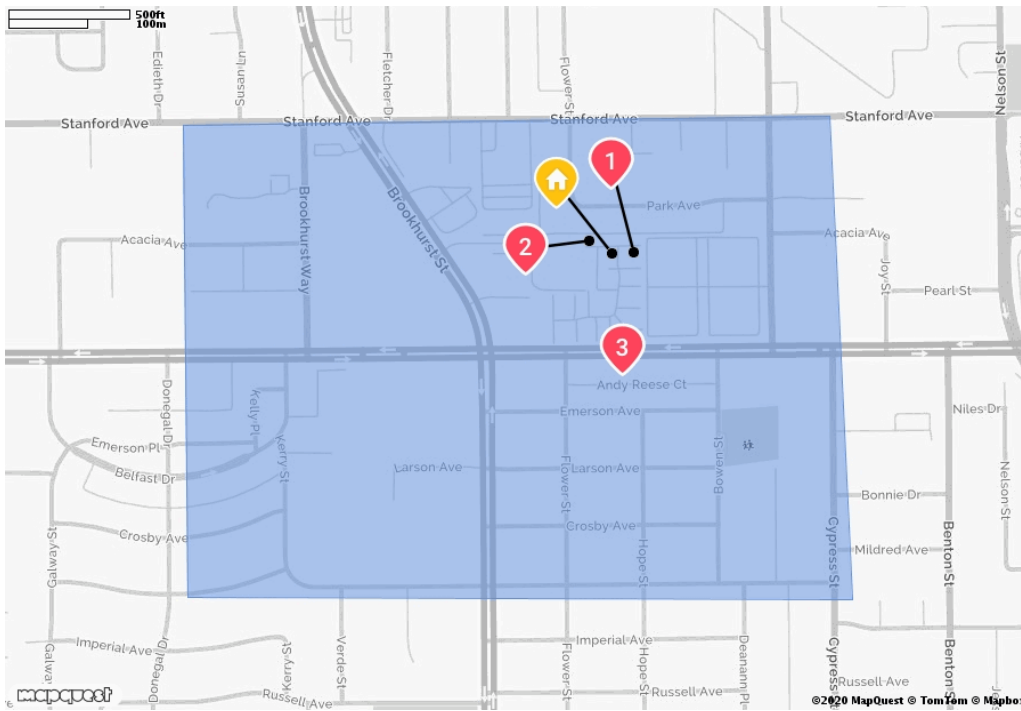 500ft
100m
Edieth Dr
Susan Ln
Fletcher Dr
Flower St
Nelson St
Stanford Ave
Stanford Ave
Stanford Ave
Stanford Ave
1
Brookhurst Way
Brookhurst St
Park Ave
Acacia Ave
2
Acacia Ave
Joy St
Pearl St
3
Donegal Dr
Kelly Pl
Andy Reese Ct
Emerson Ave
Niles Dr
Emerson Pl
Belfast Dr
Kerry St
Larson Ave
Flower St
Larson Ave
Bowen St
Nelson St
Bonnie Dr
Galway St
Crosby Ave
Crosby Ave
Hope St
Cypress St
Mildred Ave
Benton St
Galway
Imperial Ave
Donegal Dr
Kerry St
Verde St
Flower St
Imperial Ave
Hope St
Deanann Pl
Cypress St
Benton St
Russell Ave
Russell Ave
Russell Ave
mapquest
©2020 MapQuest © TomTom © Mapbo